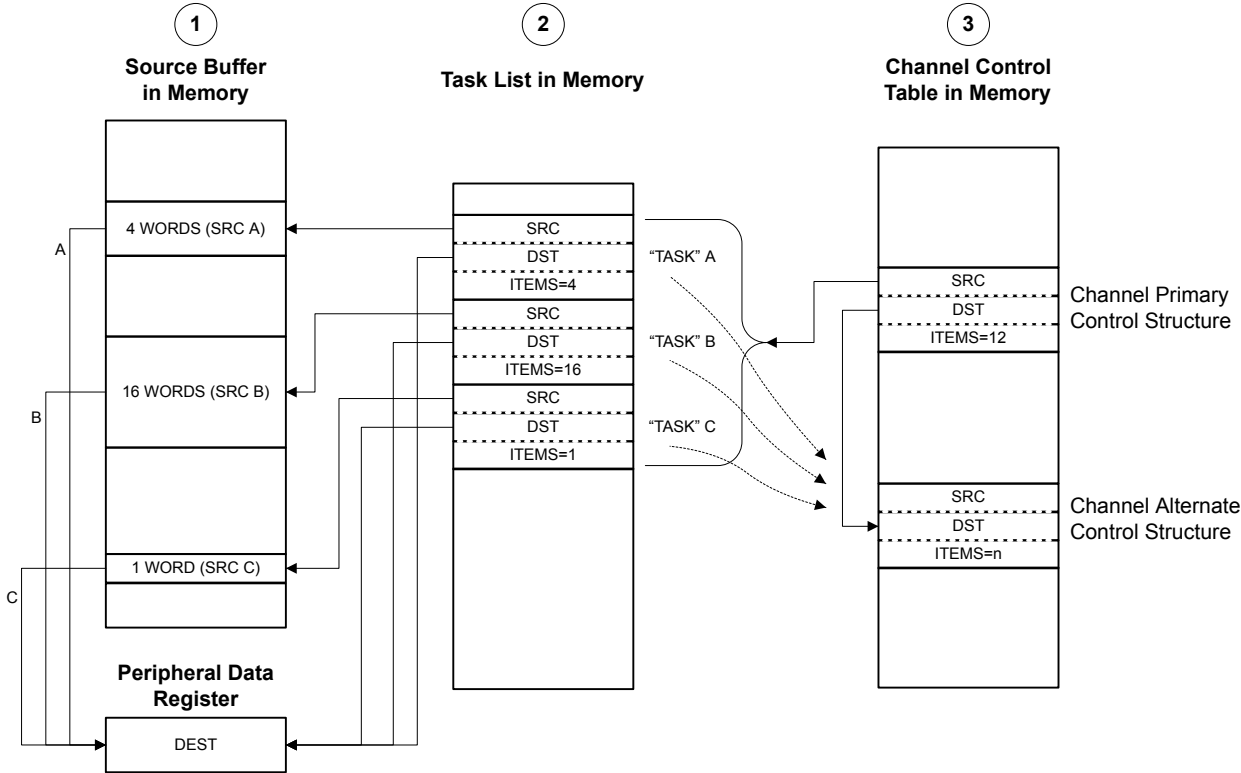 1
Source Buffer
in Memory
4 WORDS (SRC A)
16 WORDS (SRC B)
1 WORD (SRC C)
A
B
C
Peripheral Data
Register
DEST
2
Task List in Memory
SRC
DST
ITEMS=4
SRC
DST
ITEMS=16
SRC
DST
ITEMS=1
“TASK” A
“TASK” B
“TASK” C
3
Channel Control
Table in Memory
SRC
DST
ITEMS=12
Channel Primary
Control Structure
SRC
DST
ITEMS=n
Channel Alternate
Control Structure